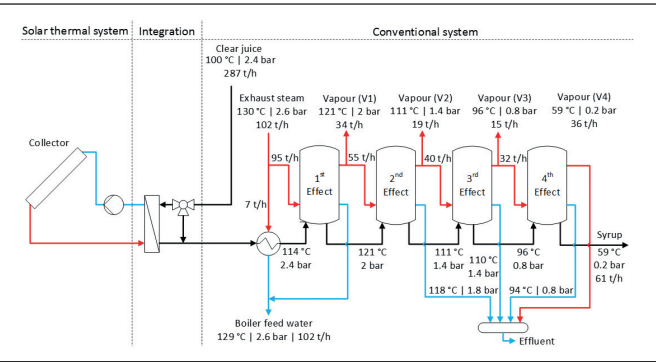 Solar thermal system
Integration
Conventional system
Clear juice
100 °C | 2.4 bar
287 t/h
Exhaust steam
130 °C | 2.6 bar
102 t/h
Vapour (V1)
121 °C | 2 bar
34 t/h
Vapour (V2)
111 °C | 1.4 bar
19 t/h
Vapour (V3)
96 °C | 0.8 bar
15 t/h
Vapour (V4)
59 °C | 0.2 bar
36 t/h
Collector
95 t/h
55 t/h
40 t/h
32 t/h
1st
Effect
2nd
Effect
3rd
Effect
4th
Effect
7 t/h
114 °C
2.4 bar
121 °C
2 bar
111 °C
1.4 bar
110 °C
1.4 bar
96 °C
0.8 bar
Syrup
59 °C
0.2 bar
61 t/h
118 °C | 1.8 bar
94 °C | 0.8 bar
Boiler feed water
129 °C | 2.6 bar | 102 t/h
Effluent